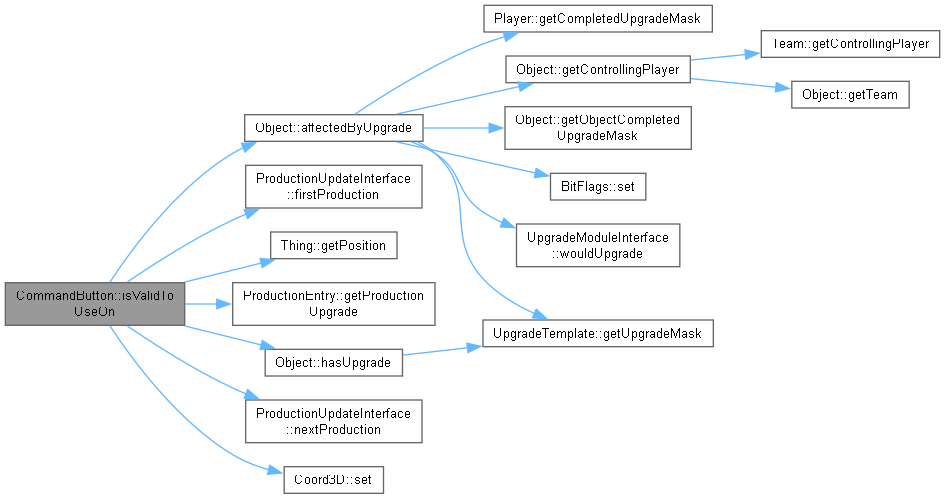 CommandButton::isValidTo
UseOn
Object::affectedByUpgrade
ProductionUpdateInterface
::firstProduction
Thing::getPosition
ProductionEntry::getProduction
Upgrade
Object::hasUpgrade
ProductionUpdateInterface
::nextProduction
Coord3D::set
Player::getCompletedUpgradeMask
Object::getControllingPlayer
Object::getObjectCompleted
UpgradeMask
BitFlags::set
UpgradeModuleInterface
::wouldUpgrade
UpgradeTemplate::getUpgradeMask
Team::getControllingPlayer
Object::getTeam